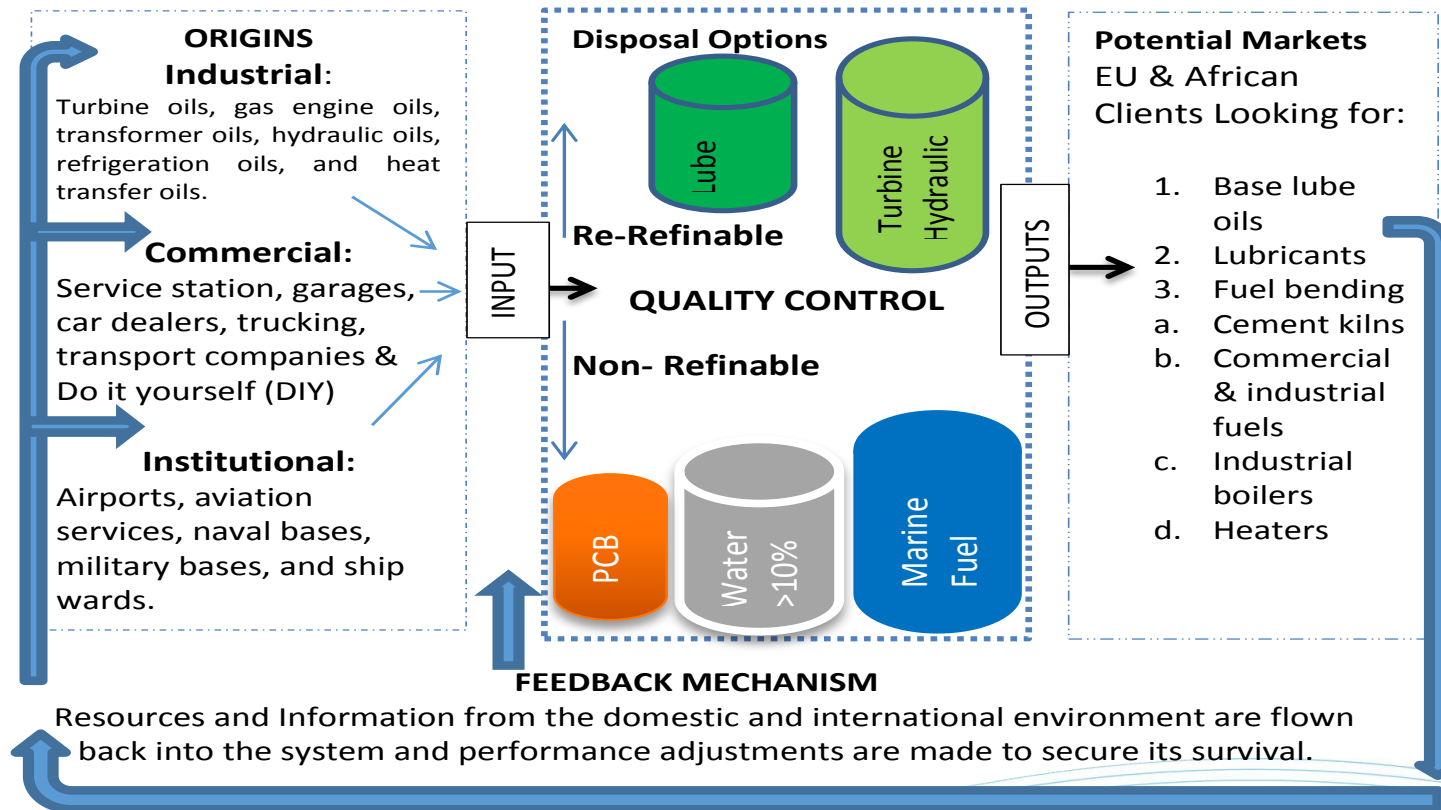 ORIGINS
Industrial:
Turbine oils, gas engine oils,
transformer oils, hydraulic oils,
refrigeration oils, and heat
transfer oils.
Commercial:
Service station, garages,
car dealers, trucking,
transport companies &
Do it yourself (DIY)
Institutional:
Airports, aviation
services, naval bases,
military bases, and ship
wards.
INPUT
Disposal Options
Lube
Turbine
Hydraulic
Re-Refinable
QUALITY CONTROL
Non- Refinable
PCB
Water
>10%
Marine
Fuel
OUTPUTS
Potential Markets
EU & African
Clients Looking for:
1. Base lube
oils
2. Lubricants
3. Fuel bending
a. Cement kilns
b. Commercial
& industrial
fuels
c. Industrial
boilers
d. Heaters
FEEDBACK MECHANISM
Resources and Information from the domestic and international environment are flown
back into the system and performance adjustments are made to secure its survival.